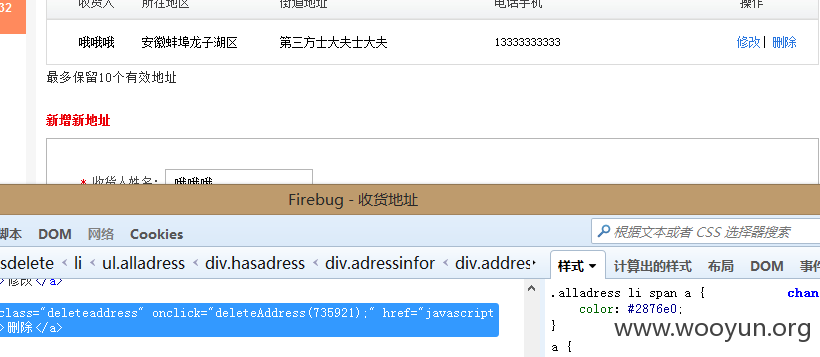 32
收货人 所在地区 街道地址 电话手机 操作
哦哦哦 安徽蚌埠龙子湖区 第三方士大夫士大夫 13333333333 修改 | 删除
最多保留10个有效地址
新增新地址
* 收货人姓名: 哦哦哦
Firebug - 收货地址
脚本 DOM 网络 Cookies 根据文本或者 CSS 选择器搜索
sdelete < li < ul.alladress < div.hasadress < div.adressinfor < div.addres
样式 计算出的样式 布局 DOM 事件
>修改</a>
class="deleteaddress" onclick="deleteAddress(735921);" href="javascript
>删除</a>
.alladress li span a { chan
color: #2876e0;
}
a {
www.wooyun.org